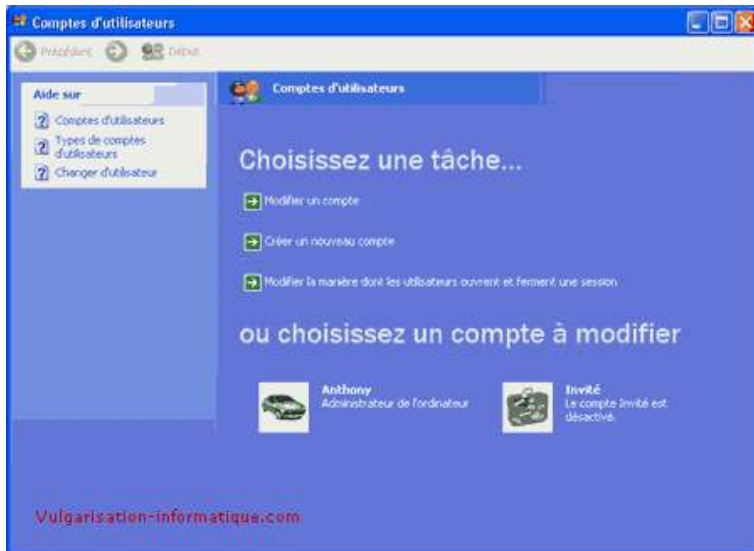 Comptes d'utilisateurs
Précédent
Début
Aide sur
Comptes d'utilisateurs
Types de comptes
d'utilisateurs
Changer d'utilisateur
Comptes d'utilisateurs
Choisissez une tâche...
Modifier un compte
Créer un nouveau compte
Modifier la manière dont les utilisateurs ouvrent et ferment une session
ou choisissez un compte à modifier
Anthony
Administrateur de l'ordinateur
Invité
Le compte Invité est
désactivé.
Vulgarisation-informatique.com